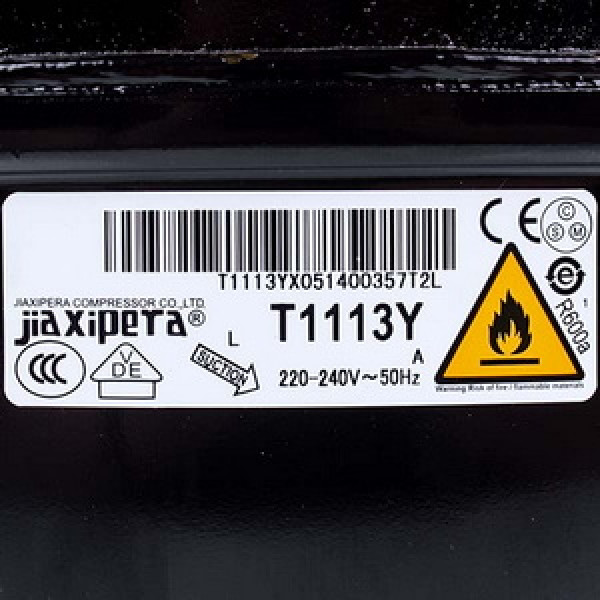 T1113YX051400357T2L
CE
C
S M
JIAXIPERA COMPRESSOR CO.,LTD.
jiaxipera®
L
T1113Y
e 1
R600a
CCC
VDE
SUCTION
A
220-240V~50Hz
Warning Risk of fire / flammable materials